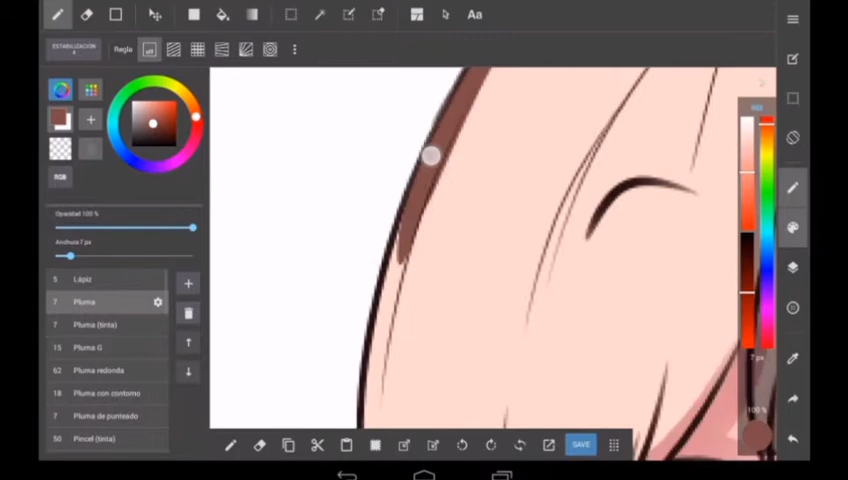 Aa
ESTABILIZACIÓN
4
Regla
off
RGB
Opacidad 100 %
Anchura 7 px
5 Lápiz
7 Pluma
7 Pluma (tinta)
15 Pluma G
62 Pluma redonda
18 Pluma con contorno
7 Pluma de punteado
50 Pincel (tinta)
7 px
100 %
SAVE